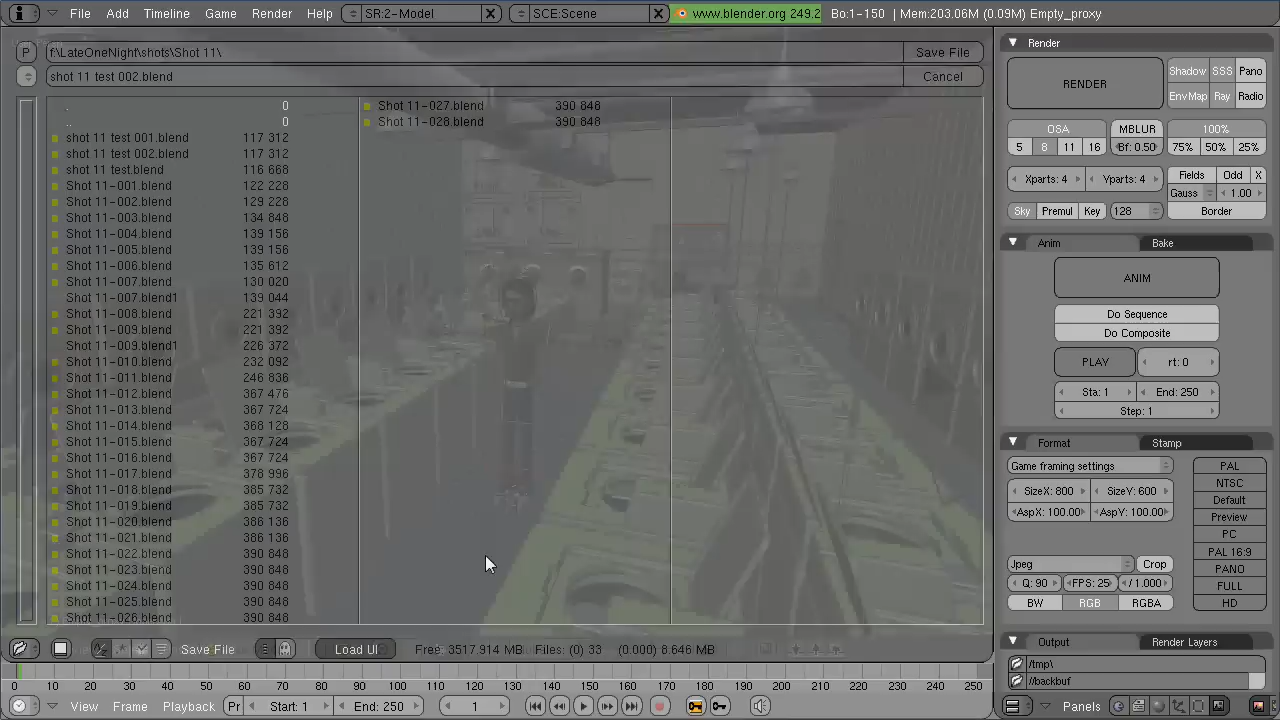 File Add Timeline Game Render Help SR:2-Model X SCE:Scene X www.blender.org 249.2 Bo:1-150 | Mem:203.06M (0.09M) Empty_proxy
P f:\LateOneNight\shots\Shot 11\ Save File
shot 11 test 002.blend Cancel
. 0
.. 0
shot 11 test 001.blend 117 312
shot 11 test 002.blend 117 312
shot 11 test.blend 116 668
Shot 11-001.blend 122 228
Shot 11-002.blend 129 228
Shot 11-003.blend 134 848
Shot 11-004.blend 139 156
Shot 11-005.blend 139 156
Shot 11-006.blend 135 612
Shot 11-007.blend 130 020
Shot 11-007.blend1 139 044
Shot 11-008.blend 221 392
Shot 11-009.blend 221 392
Shot 11-009.blend1 226 372
Shot 11-010.blend 232 092
Shot 11-011.blend 246 836
Shot 11-012.blend 367 476
Shot 11-013.blend 367 724
Shot 11-014.blend 368 128
Shot 11-015.blend 367 724
Shot 11-016.blend 367 724
Shot 11-017.blend 378 996
Shot 11-018.blend 385 732
Shot 11-019.blend 385 732
Shot 11-020.blend 386 136
Shot 11-021.blend 386 136
Shot 11-022.blend 390 848
Shot 11-023.blend 390 848
Shot 11-024.blend 390 848
Shot 11-025.blend 390 848
Shot 11-026.blend 390 848
Shot 11-027.blend 390 848
Shot 11-028.blend 390 848
Save File Load UI Free: 3517.914 MB Files: (0) 33 (0.000) 8.646 MB
0 10 20 30 40 50 60 70 80 90 100 110 120 130 140 150 160 170 180 190 200 210 220 230 240 250
View Frame Playback Pr Start: 1 End: 250 1
Render
RENDER Shadow SSS Pano
EnvMap Ray Radio
OSA MBLUR 100%
5 8 11 16 Bf: 0.50 75% 50% 25%
Xparts: 4 Yparts: 4 Fields Odd X
Gauss 1.00
Sky Premul Key 128 Border
Anim Bake
ANIM
Do Sequence
Do Composite
PLAY rt: 0
Sta: 1 End: 250
Step: 1
Format Stamp
Game framing settings PAL
NTSC
SizeX: 800 SizeY: 600 Default
AspX: 100.00 AspY: 100.00 Preview
PC
PAL 16:9
Jpeg Crop PANO
Q: 90 FPS: 25 / 1.000 FULL
BW RGB RGBA HD
Output Render Layers
/tmp\
//backbuf
Panels